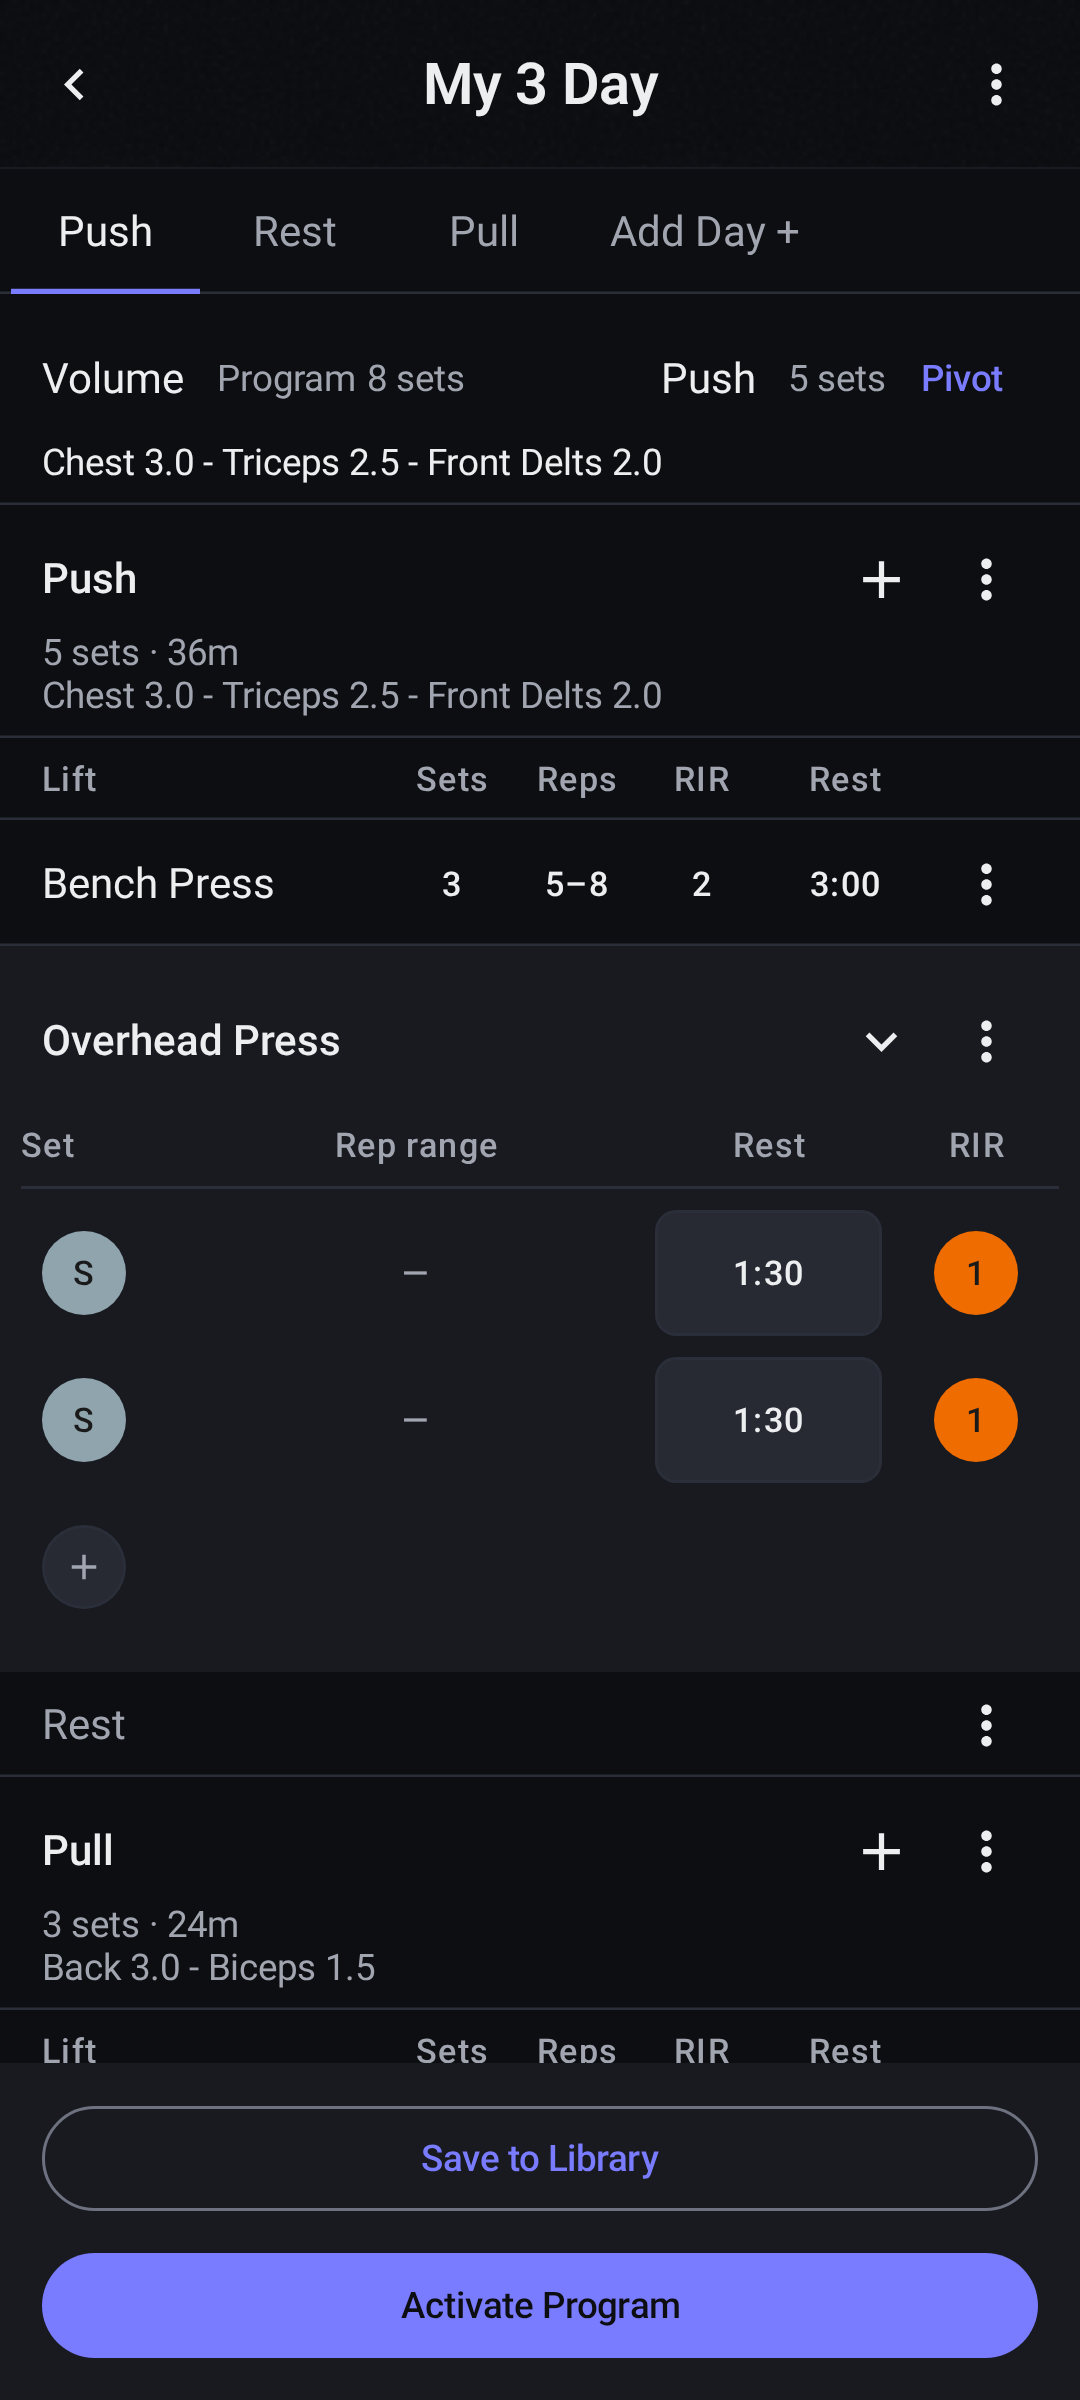 My 3 Day
Push Rest Pull Add Day +
Volume Program 8 sets Push 5 sets Pivot
Chest 3.0 - Triceps 2.5 - Front Delts 2.0
Push
5 sets · 36m
Chest 3.0 - Triceps 2.5 - Front Delts 2.0
Lift Sets Reps RIR Rest
Bench Press 3 5–8 2 3:00
Overhead Press
Set Rep range Rest RIR
S – 1:30 1
S – 1:30 1
+
Rest
Pull
3 sets · 24m
Back 3.0 - Biceps 1.5
Lift Sets Reps RIR Rest
Save to Library
Activate Program